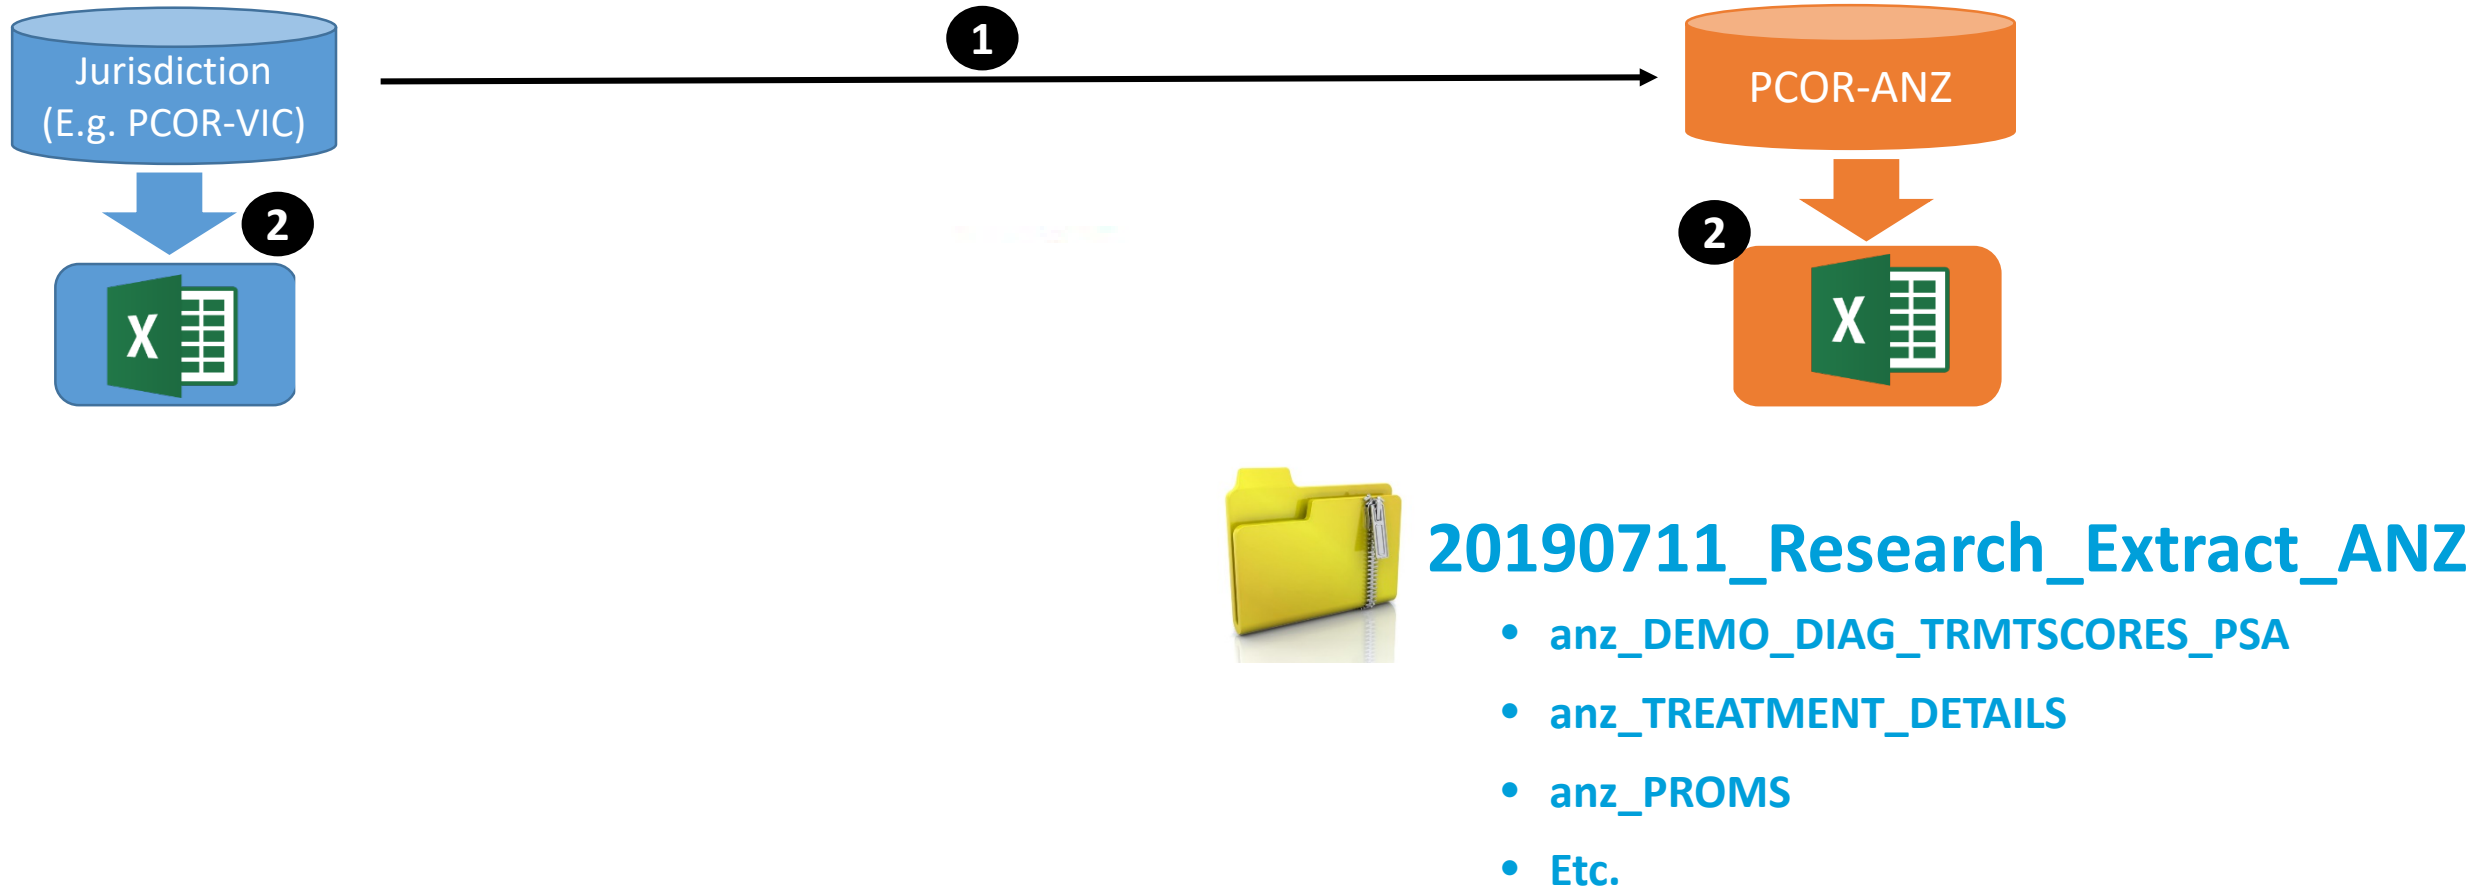 1
Jurisdiction
(E.g. PCOR-VIC)
PCOR-ANZ
2
2
X
X
20190711_Research_Extract_ANZ
• anz_DEMO_DIAG_TRMTSCORES_PSA
• anz_TREATMENT_DETAILS
• anz_PROMS
• Etc.